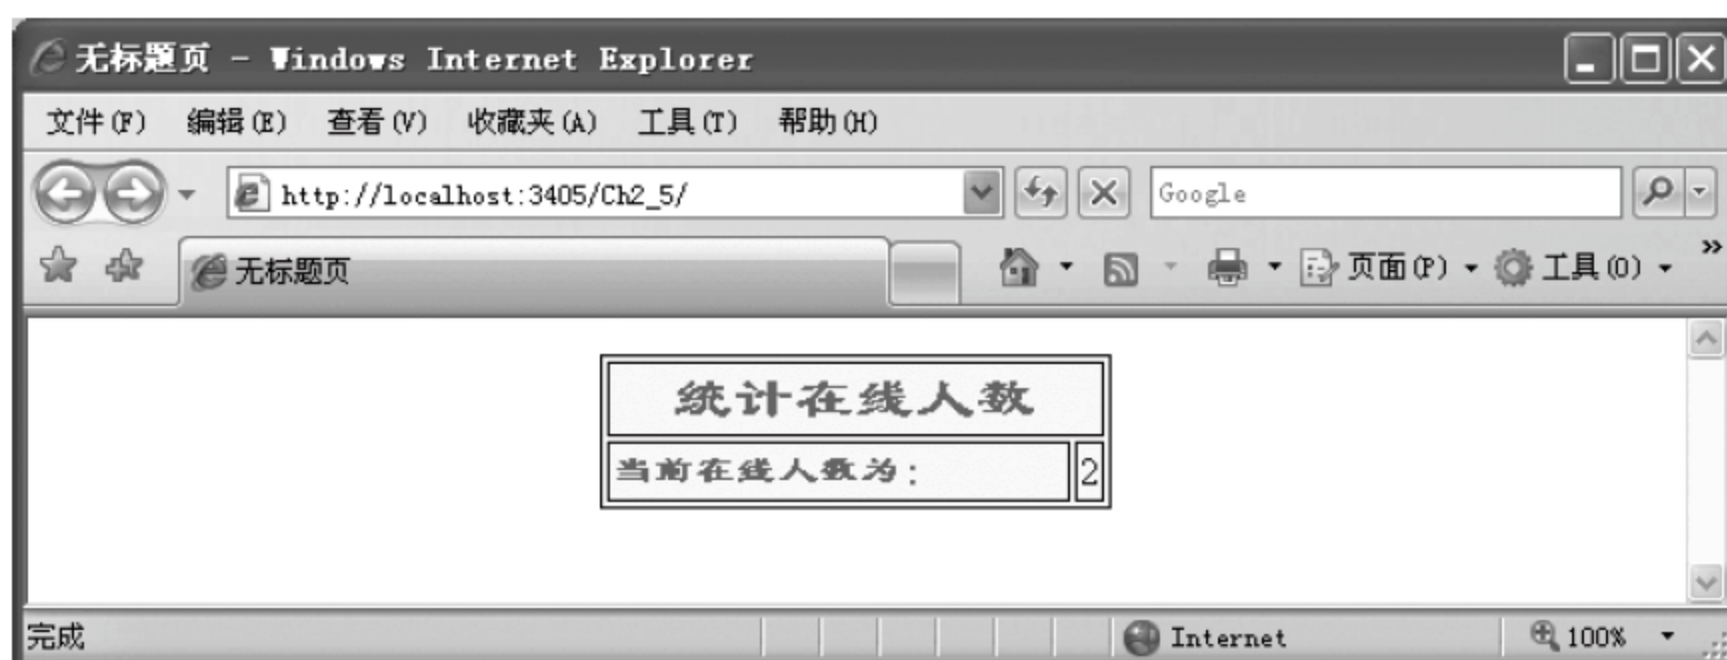 无标题页 - Windows Internet Explorer
文件(F) 编辑(E) 查看(V) 收藏夹(A) 工具(T) 帮助(H)
http://localhost:3405/Ch2_5/ Google
无标题页 页面(P) 工具(O) »
统计在线人数
当前在线人数为: 2
完成 Internet 100%